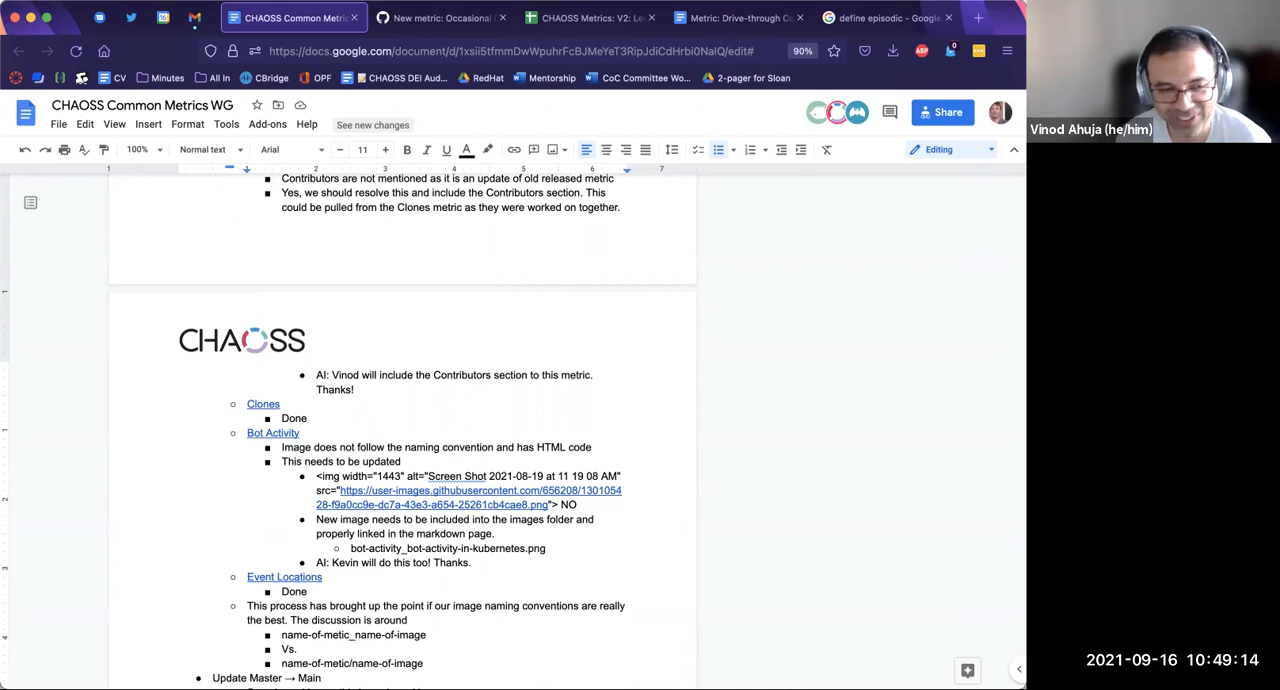 CHAOSS Common Metric
New metric: Occasional
CHAOSS Metrics: V2: Le
Metric: Drive-through Co
define episodic - Google
https://docs.google.com/document/d/1xsii5tfmmDwWpuhrFcBJMeYeT3RipJdiCdHrbi0NalQ/edit#
90%
CV
Minutes
All In
CBridge
OPF
CHAOSS DEI Aud...
RedHat
Mentorship
CoC Committee Wo...
2-pager for Sloan
CHAOSS Common Metrics WG
File Edit View Insert Format Tools Add-ons Help
See new changes
Share
100%
Normal text
Arial
11
Editing
1 2 3 4 5 6 7
Contributors are not mentioned as it is an update of old released metric
Yes, we should resolve this and include the Contributors section. This
could be pulled from the Clones metric as they were worked on together.
CHAOSS
AI: Vinod will include the Contributors section to this metric.
Thanks!
Clones
Done
Bot Activity
Image does not follow the naming convention and has HTML code
This needs to be updated
<img width="1443" alt="Screen Shot 2021-08-19 at 11 19 08 AM"
src="https://user-images.githubusercontent.com/656208/1301054
28-f9a0cc9e-dc7a-43e3-a654-25261cb4cae8.png"> NO
New image needs to be included into the images folder and
properly linked in the markdown page.
bot-activity_bot-activity-in-kubernetes.png
AI: Kevin will do this too! Thanks.
Event Locations
Done
This process has brought up the point if our image naming conventions are really
the best. The discussion is around
name-of-metic_name-of-image
Vs.
name-of-metic/name-of-image
Update Master → Main
Vinod Ahuja (he/him)
2021-09-16 10:49:14